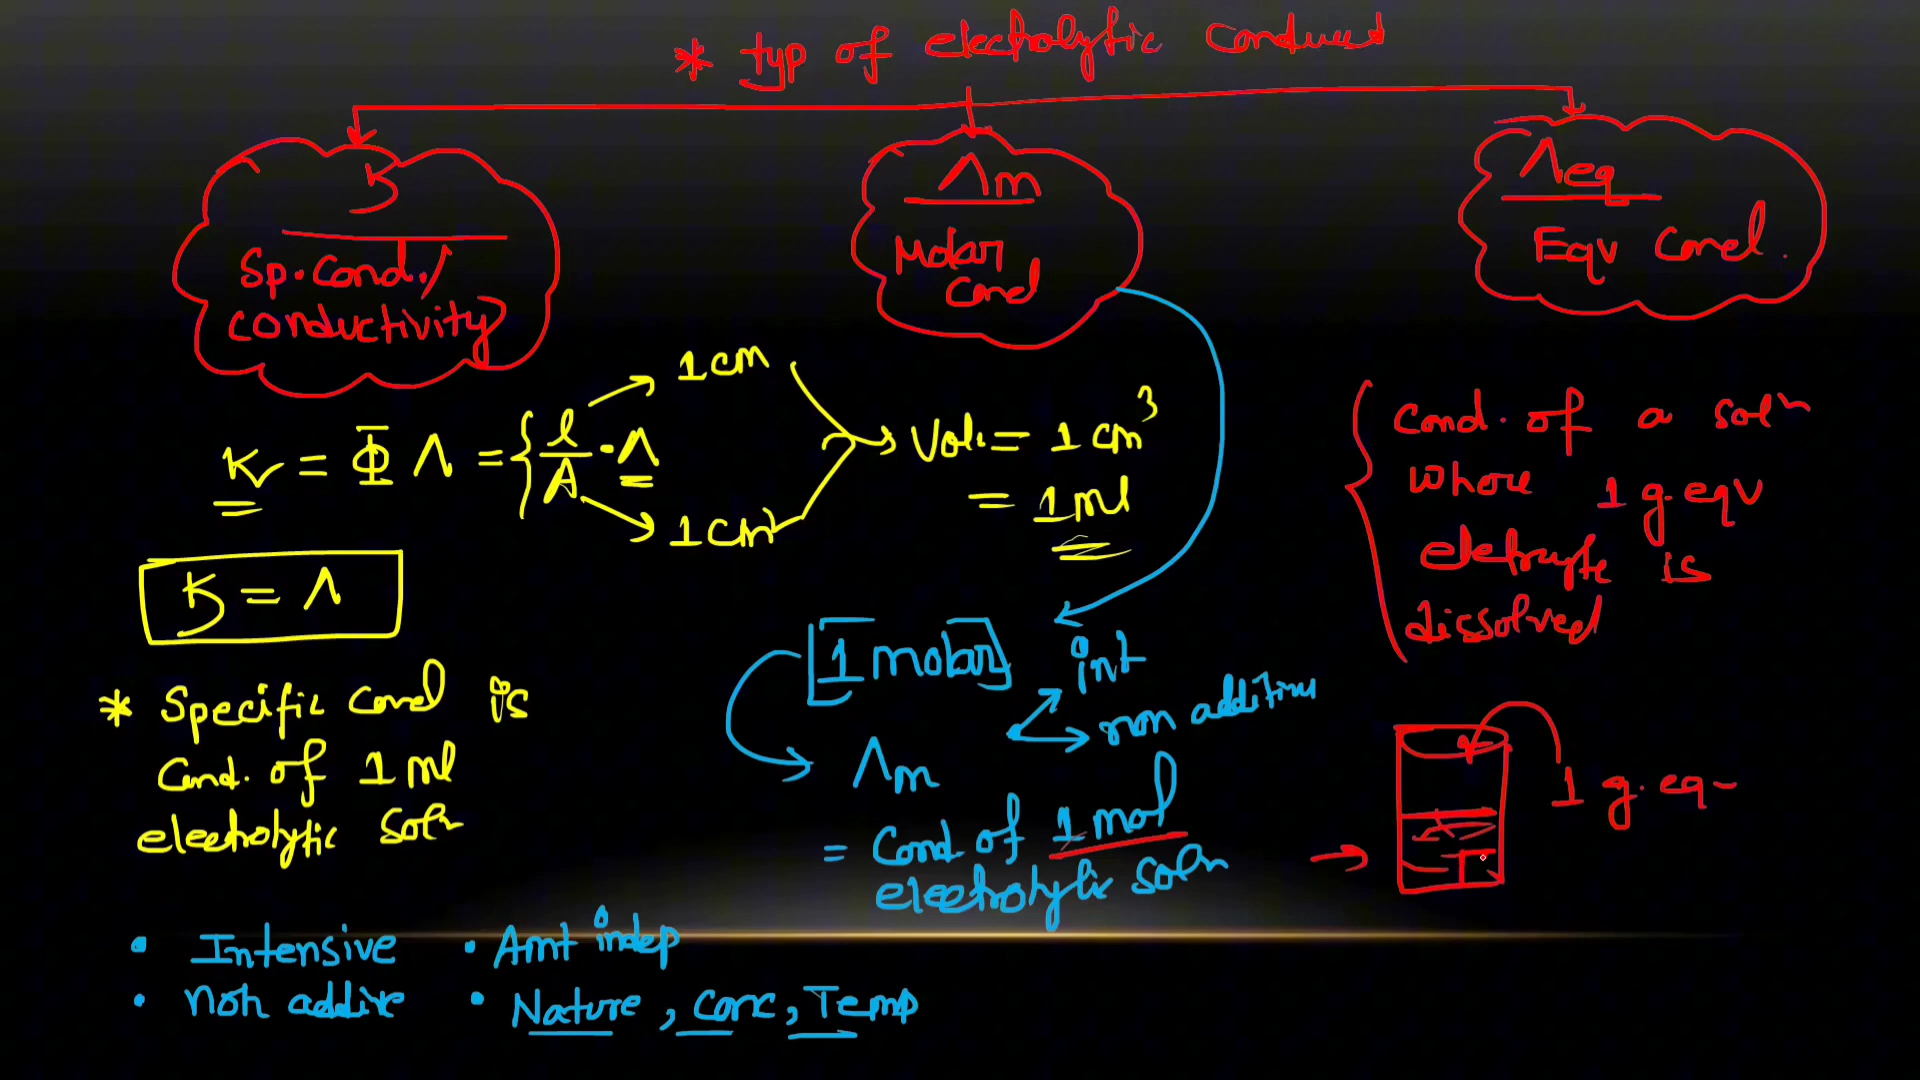 * typ of electrolytic conduct
K
Sp. Cond./
conductivity
Λm
Molar
Cond
Λeq
Eqv Cond.
K = Φ Λ = { l/A · Λ
1 cm
1 cm²
Vol. = 1 cm³
= 1 ml
K = Λ
* Specific Cond is
Cond. of 1 ml
electrolytic soln
• Intensive
• Non addive
• Amt indep
• Nature, Conc, Temp
[1 molar]
int
non additive
Λm
= Cond. of 1 mol
electrolytic soln
Cond. of a soln
where 1 g. eqv
is
dissolved
1 g. eq